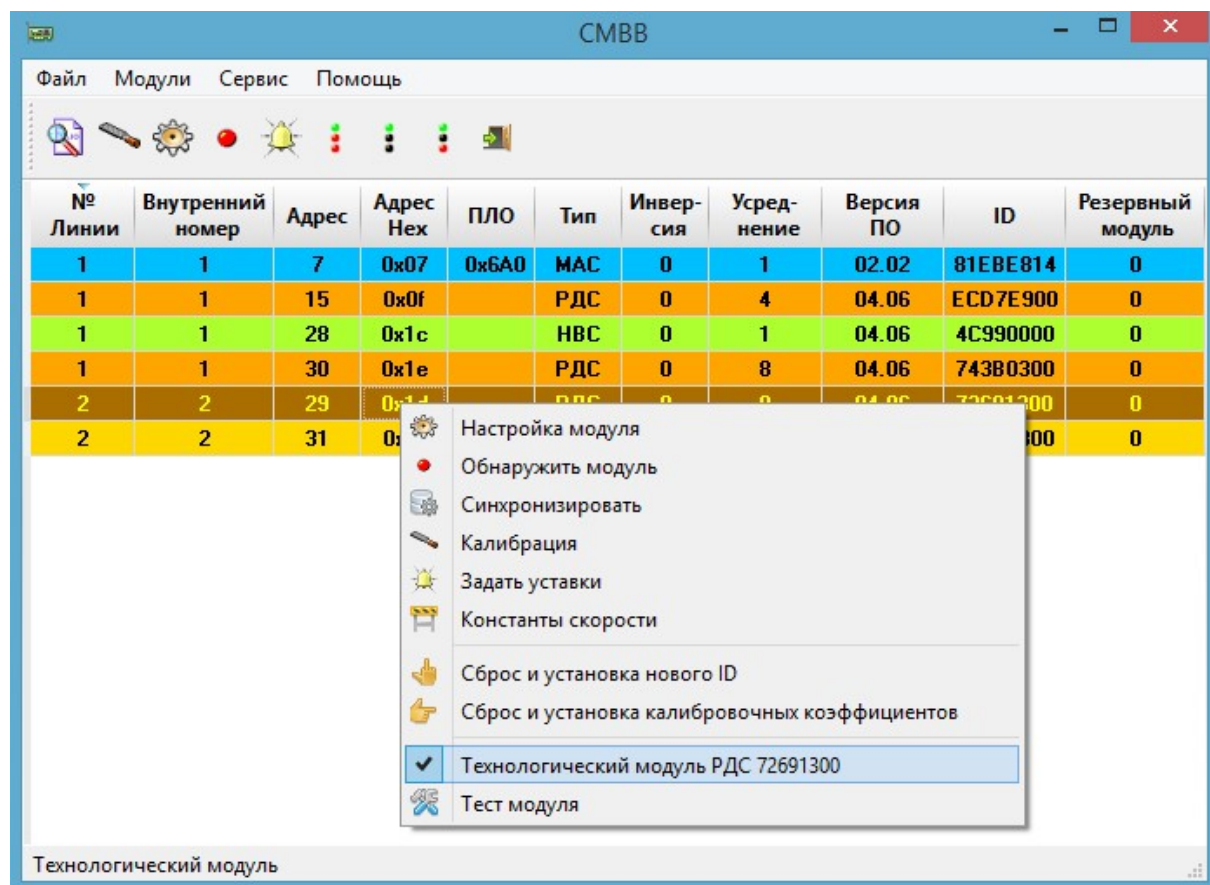 СМВВ
Файл Модули Сервис Помощь
№ Линии Внутренний номер Адрес Адрес Hex ПЛО Тип Инвер-сия Усред-нение Версия ПО ID Резервный модуль
1 1 7 0x07 0x6A0 МАС 0 1 02.02 81EBE814 0
1 1 15 0x0f РДС 0 4 04.06 ECD7E900 0
1 1 28 0x1c НВС 0 1 04.06 4C990000 0
1 1 30 0x1e РДС 0 8 04.06 743B0300 0
2 2 29 0x1d РДС 04.06 72691300 0
2 2 31 0
Настройка модуля
Обнаружить модуль
Синхронизировать
Калибрация
Задать уставки
Константы скорости
Сброс и установка нового ID
Сброс и установка калибровочных коэффициентов
Технологический модуль РДС 72691300
Тест модуля
Технологический модуль